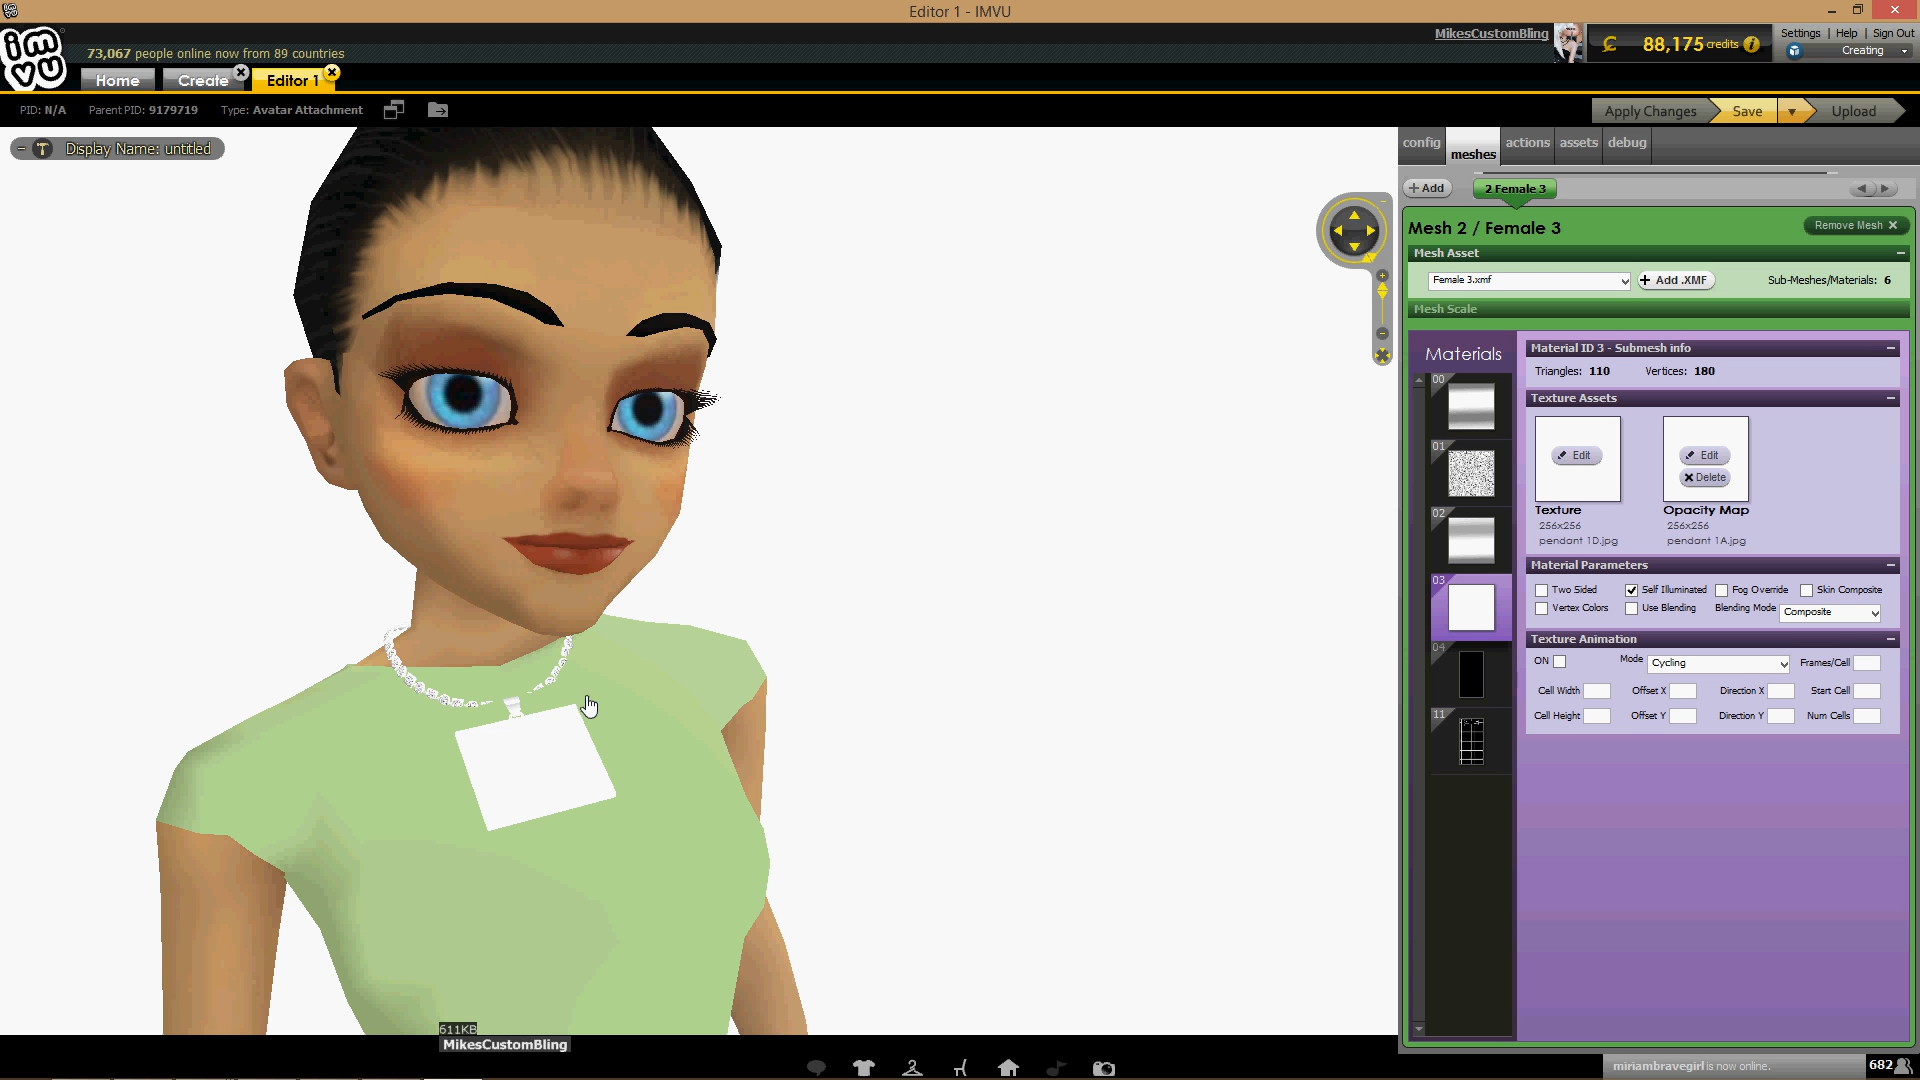 Editor 1 - IMVU
imvu
73,067 people online now from 89 countries
MikesCustomBling
88,175 credits
Settings | Help | Sign Out
Creating
Home
Create
Editor 1
PID: N/A
Parent PID: 9179719
Type: Avatar Attachment
Apply Changes
Save
Upload
Display Name: untitled
config
meshes
actions
assets
debug
+ Add
2 Female 3
Mesh 2 / Female 3
Remove Mesh X
Mesh Asset
Female 3.xmf
+ Add .XMF
Sub-Meshes/Materials: 6
Mesh Scale
Materials
00
01
02
03
04
11
Material ID 3 - Submesh info
Triangles: 110
Vertices: 180
Texture Assets
Edit
Edit
Delete
Texture
256x256
pendant 1D.jpg
Opacity Map
256x256
pendant 1A.jpg
Material Parameters
Two Sided
Self Illuminated
Fog Override
Skin Composite
Vertex Colors
Use Blending
Blending Mode
Composite
Texture Animation
ON
Mode
Cycling
Frames/Cell
Cell Width
Offset X
Direction X
Start Cell
Cell Height
Offset Y
Direction Y
Num Cells
611KB
MikesCustomBling
miriambravegirl is now online.
682